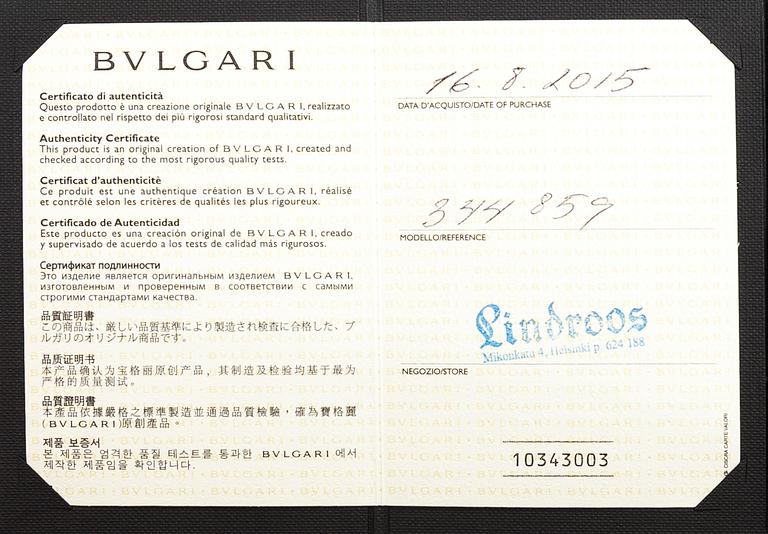 BVLGARI
Certificato di autenticità
Questo prodotto è una creazione originale BVLGARI, realizzato
e controllato nel rispetto dei più rigorosi standard qualitativi.
Authenticity Certificate
This product is an original creation of BVLGARI, created and
checked according to the most rigorous quality tests.
Certificat d'authenticitè
Ce produit est une authentique création BVLGARI, réalisé
et contrôlé selon les critères de qualités les plus rigoureux.
Certificado de Autenticidad
Este producto es una creación original de BVLGARI, creado
y supervisado de acuerdo a los tests de calidad más rigurosos.
Сертификат подлинности
Это изделие является оригинальным изделием BVLGARI,
изготовленным и проверенным в соответствии с самыми
строгими стандартами качества.
品質証明書
この商品は、厳しい品質基準により製造され検査に合格した、ブ
ルガリのオリジナル商品です。
品质证明书
本产品确认为宝格丽原创产品，其制造及检验均基于最为
严格的质量测试。
品質證明書
本產品依據嚴格之標準製造並通過品質檢驗，確為寶格麗
(BVLGARI)原創產品。
제품 보증서
본 제품은 엄격한 품질 테스트를 통과한 BVLGARI 에서
제작한 제품임을 확인합니다.
16. 8. 2015
DATA D'ACQUISTO/DATE OF PURCHASE
344 859
MODELLO/REFERENCE
Lindroos
Mikonkatu 4, Helsinki p. 624 188
NEGOZIO/STORE
10343003